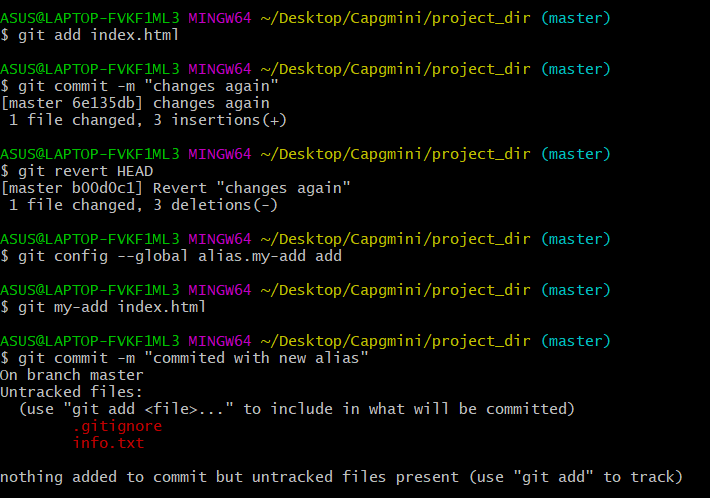 ASUS@LAPTOP-FVKF1ML3 MINGW64 ~/Desktop/Capgmini/project_dir (master)
$ git add index.html
ASUS@LAPTOP-FVKF1ML3 MINGW64 ~/Desktop/Capgmini/project_dir (master)
$ git commit -m "changes again"
[master 6e135db] changes again
 1 file changed, 3 insertions(+)
ASUS@LAPTOP-FVKF1ML3 MINGW64 ~/Desktop/Capgmini/project_dir (master)
$ git revert HEAD
[master b00d0c1] Revert "changes again"
 1 file changed, 3 deletions(-)
ASUS@LAPTOP-FVKF1ML3 MINGW64 ~/Desktop/Capgmini/project_dir (master)
$ git config --global alias.my-add add
ASUS@LAPTOP-FVKF1ML3 MINGW64 ~/Desktop/Capgmini/project_dir (master)
$ git my-add index.html
ASUS@LAPTOP-FVKF1ML3 MINGW64 ~/Desktop/Capgmini/project_dir (master)
$ git commit -m "commited with new alias"
On branch master
Untracked files:
  (use "git add <file>..." to include in what will be committed)
        .gitignore
        info.txt
nothing added to commit but untracked files present (use "git add" to track)